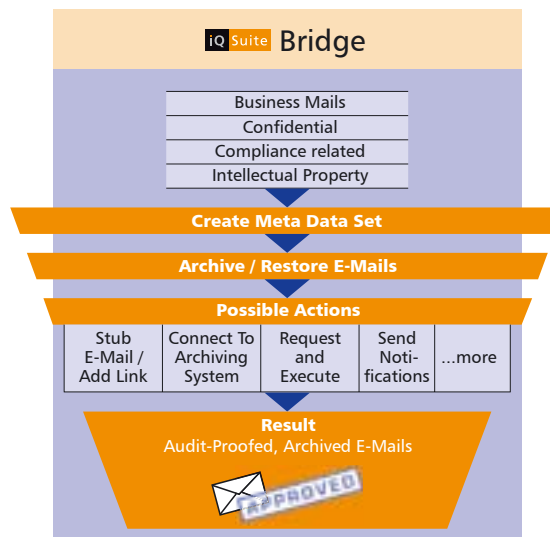 iQ Suite Bridge
Business Mails
Confidential
Compliance related
Intellectual Property
Create Meta Data Set
Archive / Restore E-Mails
Possible Actions
Stub
E-Mail /
Add Link
Connect To
Archiving
System
Request
and
Execute
Send
Noti-
fications
...more
Result
Audit-Proofed, Archived E-Mails
APPROVED